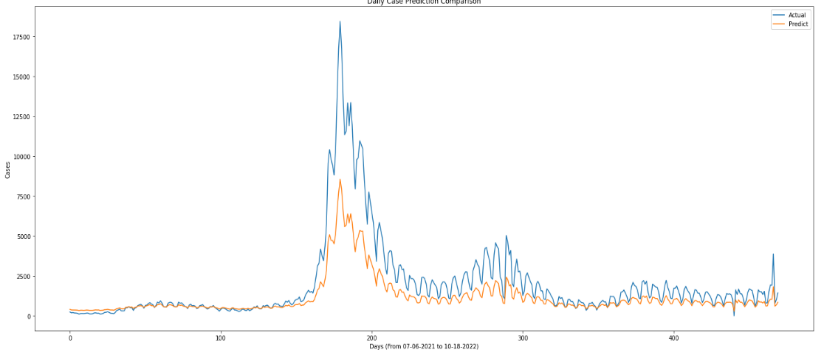 Daily Case Prediction Comparison
Actual
Predict
17500
15000
12500
10000
7500
5000
2500
0
Cases
0 100 200 300 400
Days (From 07-06-2021 to 10-18-2022)